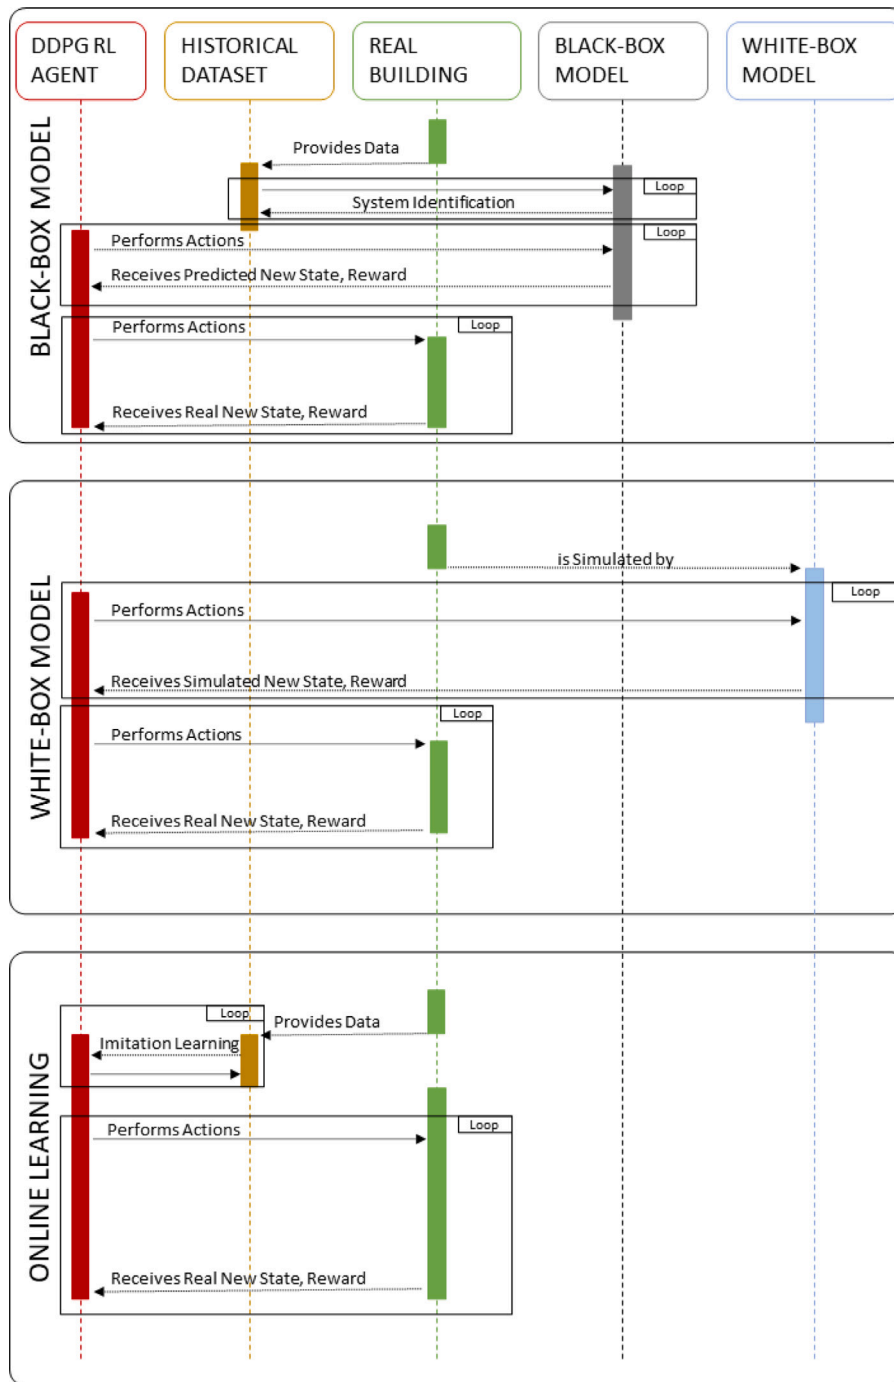 DDPG RL
AGENT
HISTORICAL
DATASET
REAL
BUILDING
BLACK-BOX
MODEL
WHITE-BOX
MODEL
BLACK-BOX MODEL
Provides Data
Loop
System Identification
Loop
Performs Actions
Receives Predicted New State, Reward
Loop
Performs Actions
Receives Real New State, Reward
WHITE-BOX MODEL
is Simulated by
Loop
Performs Actions
Receives Simulated New State, Reward
Loop
Performs Actions
Receives Real New State, Reward
ONLINE LEARNING
Loop
Provides Data
Imitation Learning
Loop
Performs Actions
Receives Real New State, Reward